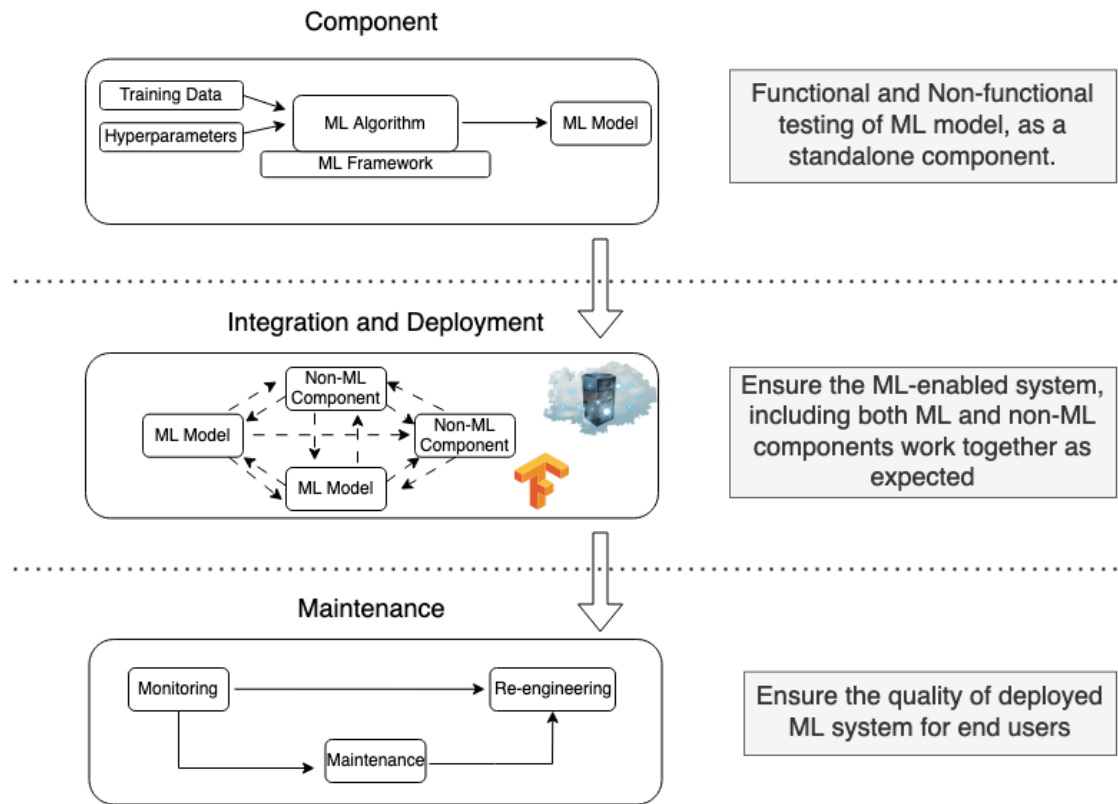 Component
Training Data
Hyperparameters
ML Algorithm
ML Framework
ML Model
Functional and Non-functional
testing of ML model, as a
standalone component.
Integration and Deployment
Non-ML
Component
ML Model
Non-ML
Component
ML Model
Ensure the ML-enabled system,
including both ML and non-ML
components work together as
expected
Maintenance
Monitoring
Re-engineering
Maintenance
Ensure the quality of deployed
ML system for end users